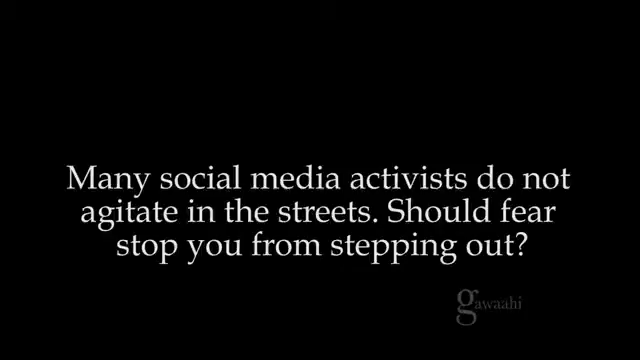 Many social media activists do not
agitate in the streets. Should fear
stop you from stepping out?
gawaahi